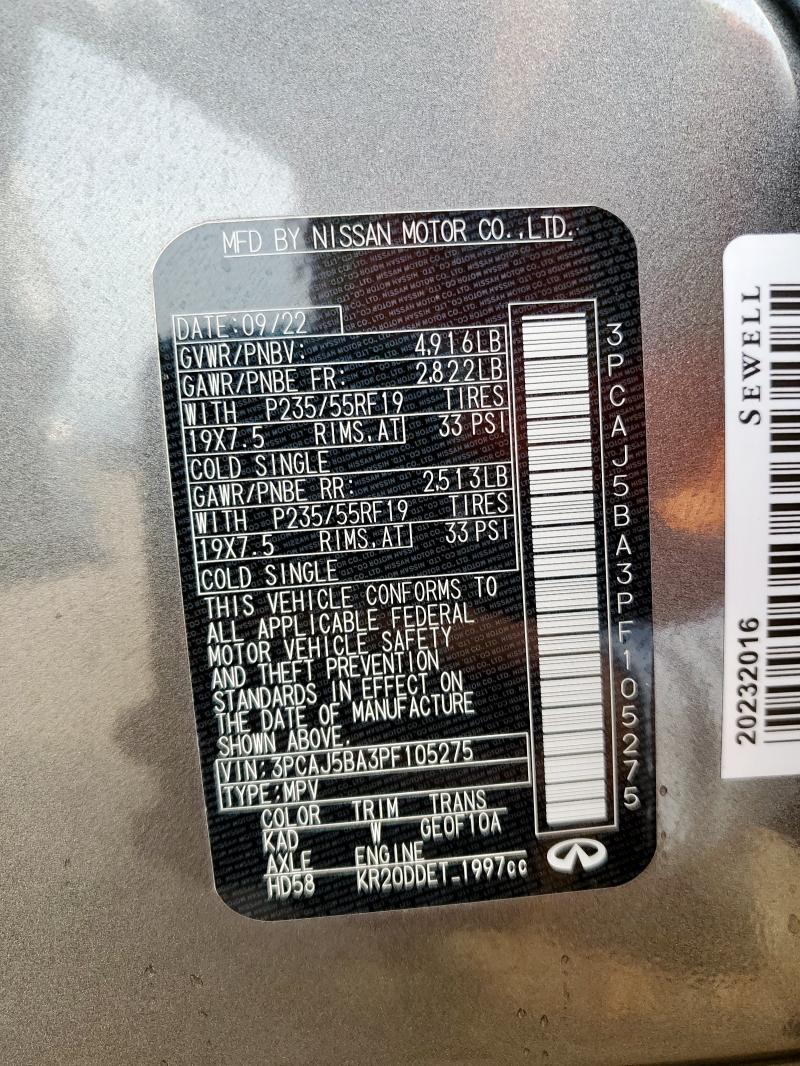 MFD BY NISSAN MOTOR CO.,LTD.
DATE:09/22
GVWR/PNBV: 4,916LB
GAWR/PNBE FR: 2,822LB
WITH P235/55RF19 TIRES
19X7.5 RIMS,AT 33 PSI
COLD SINGLE
GAWR/PNBE RR: 2,513LB
WITH P235/55RF19 TIRES
19X7.5 RIMS,AT 33 PSI
COLD SINGLE
THIS VEHICLE CONFORMS TO
ALL APPLICABLE FEDERAL
MOTOR VEHICLE SAFETY
AND THEFT PREVENTION
STANDARDS IN EFFECT ON
THE DATE OF MANUFACTURE
SHOWN ABOVE.
VIN:3PCAJ5BA3PF105275
TYPE:MPV
COLOR TRIM TRANS
KAD W GE0F10A
AXLE ENGINE
HD58 KR20DDET-1997cc
3PCAJ5BA3PF105275
SEWELL
20232016